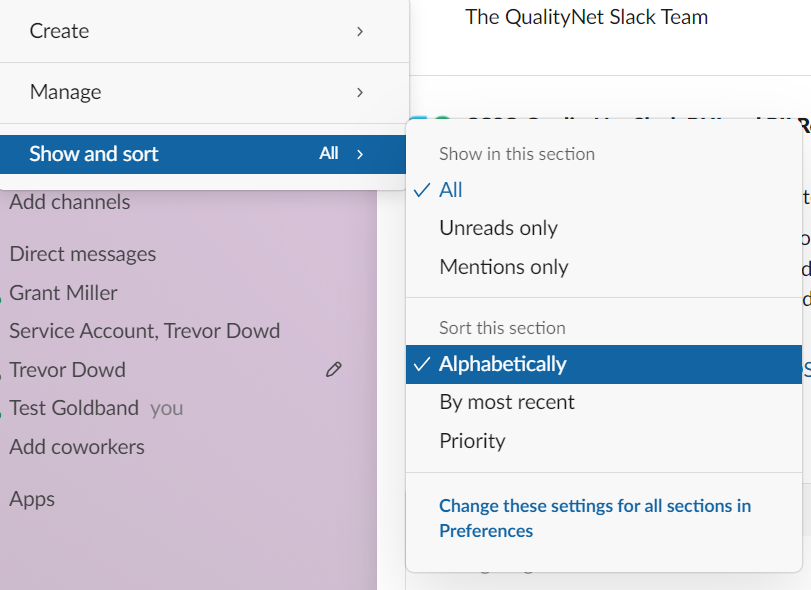 The QualityNet Slack Team
Create
Manage
Show and sort All
Add channels
Direct messages
Grant Miller
Service Account, Trevor Dowd
Trevor Dowd
Test Goldband you
Add coworkers
Apps
Show in this section
All
Unreads only
Mentions only
Sort this section
Alphabetically
By most recent
Priority
Change these settings for all sections in
Preferences